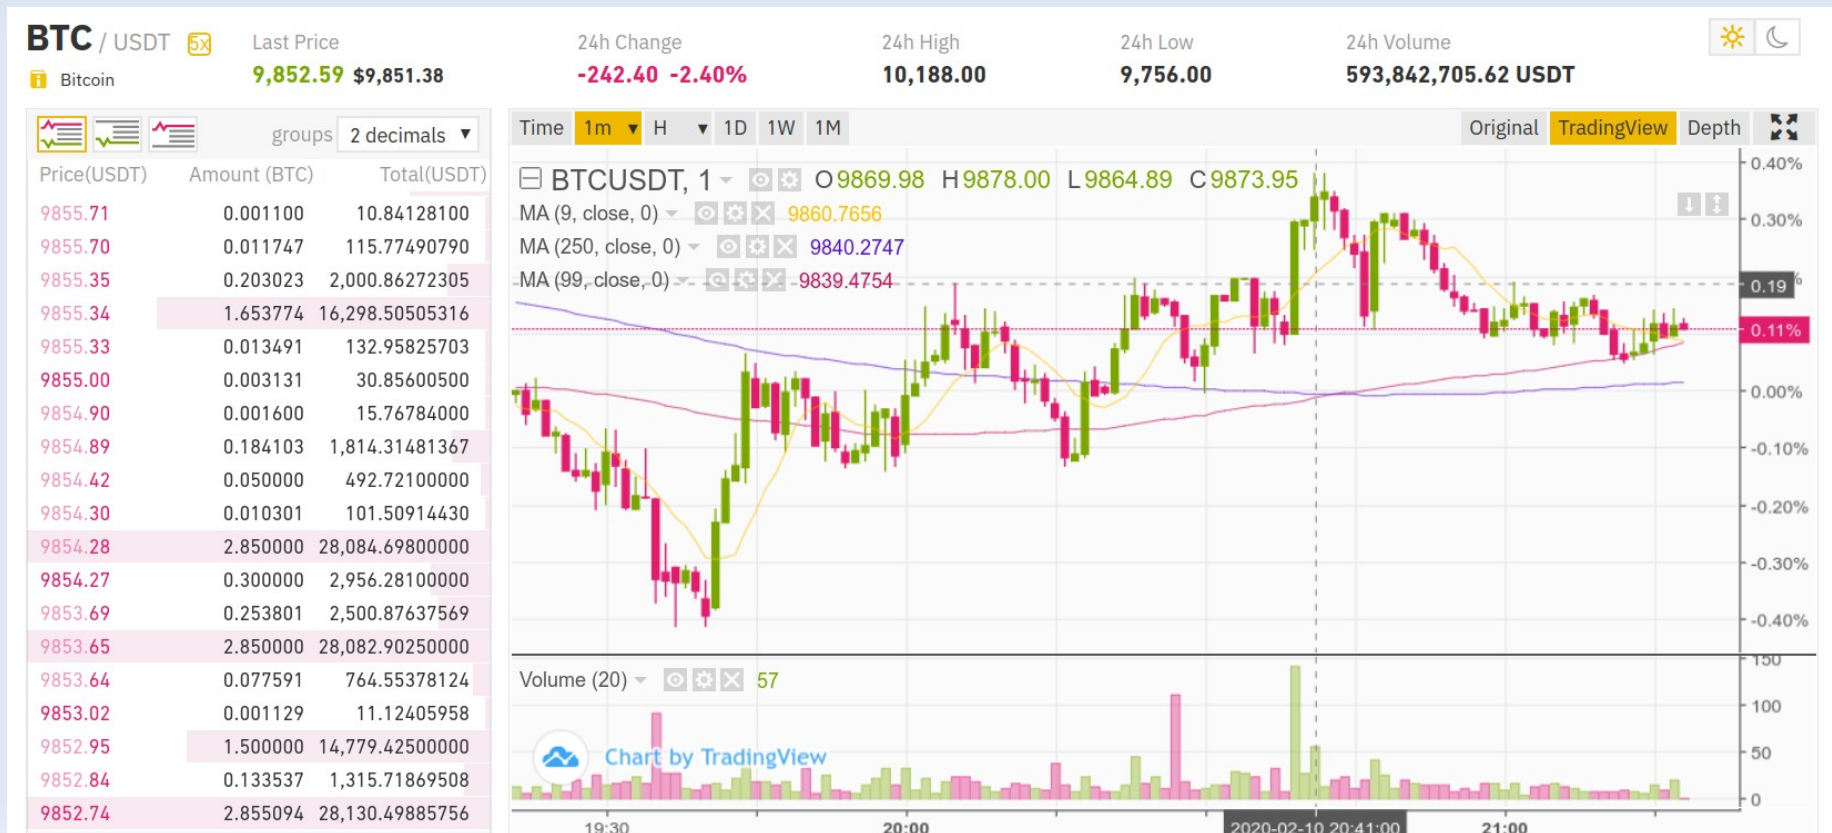 BTC / USDT 5x
Last Price
24h Change
24h High
24h Low
24h Volume
Bitcoin
9,852.59 $9,851.38
-242.40 -2.40%
10,188.00
9,756.00
593,842,705.62 USDT
groups 2 decimals ▼
Price(USDT) Amount (BTC) Total(USDT)
9855.71 0.001100 10.84128100
9855.70 0.011747 115.77490790
9855.35 0.203023 2,000.86272305
9855.34 1.653774 16,298.50505316
9855.33 0.013491 132.95825703
9855.00 0.003131 30.85600500
9854.90 0.001600 15.76784000
9854.89 0.184103 1,814.31481367
9854.42 0.050000 492.72100000
9854.30 0.010301 101.50914430
9854.28 2.850000 28,084.69800000
9854.27 0.300000 2,956.28100000
9853.69 0.253801 2,500.87637569
9853.65 2.850000 28,082.90250000
9853.64 0.077591 764.55378124
9853.02 0.001129 11.12405958
9852.95 1.500000 14,779.42500000
9852.84 0.133537 1,315.71869508
9852.74 2.855094 28,130.49885756
Time 1m ▼ H ▼ 1D 1W 1M
Original TradingView Depth
BTCUSDT, 1 O9869.98 H9878.00 L9864.89 C9873.95
MA (9, close, 0) 9860.7656
MA (250, close, 0) 9840.2747
MA (99, close, 0) 9839.4754
0.40%
0.30%
0.19 %
0.11%
0.00%
-0.10%
-0.20%
-0.30%
-0.40%
Volume (20) 57
150
100
50
0
Chart by TradingView
19:30
20:00
2020-02-10 20:41:00
21:00